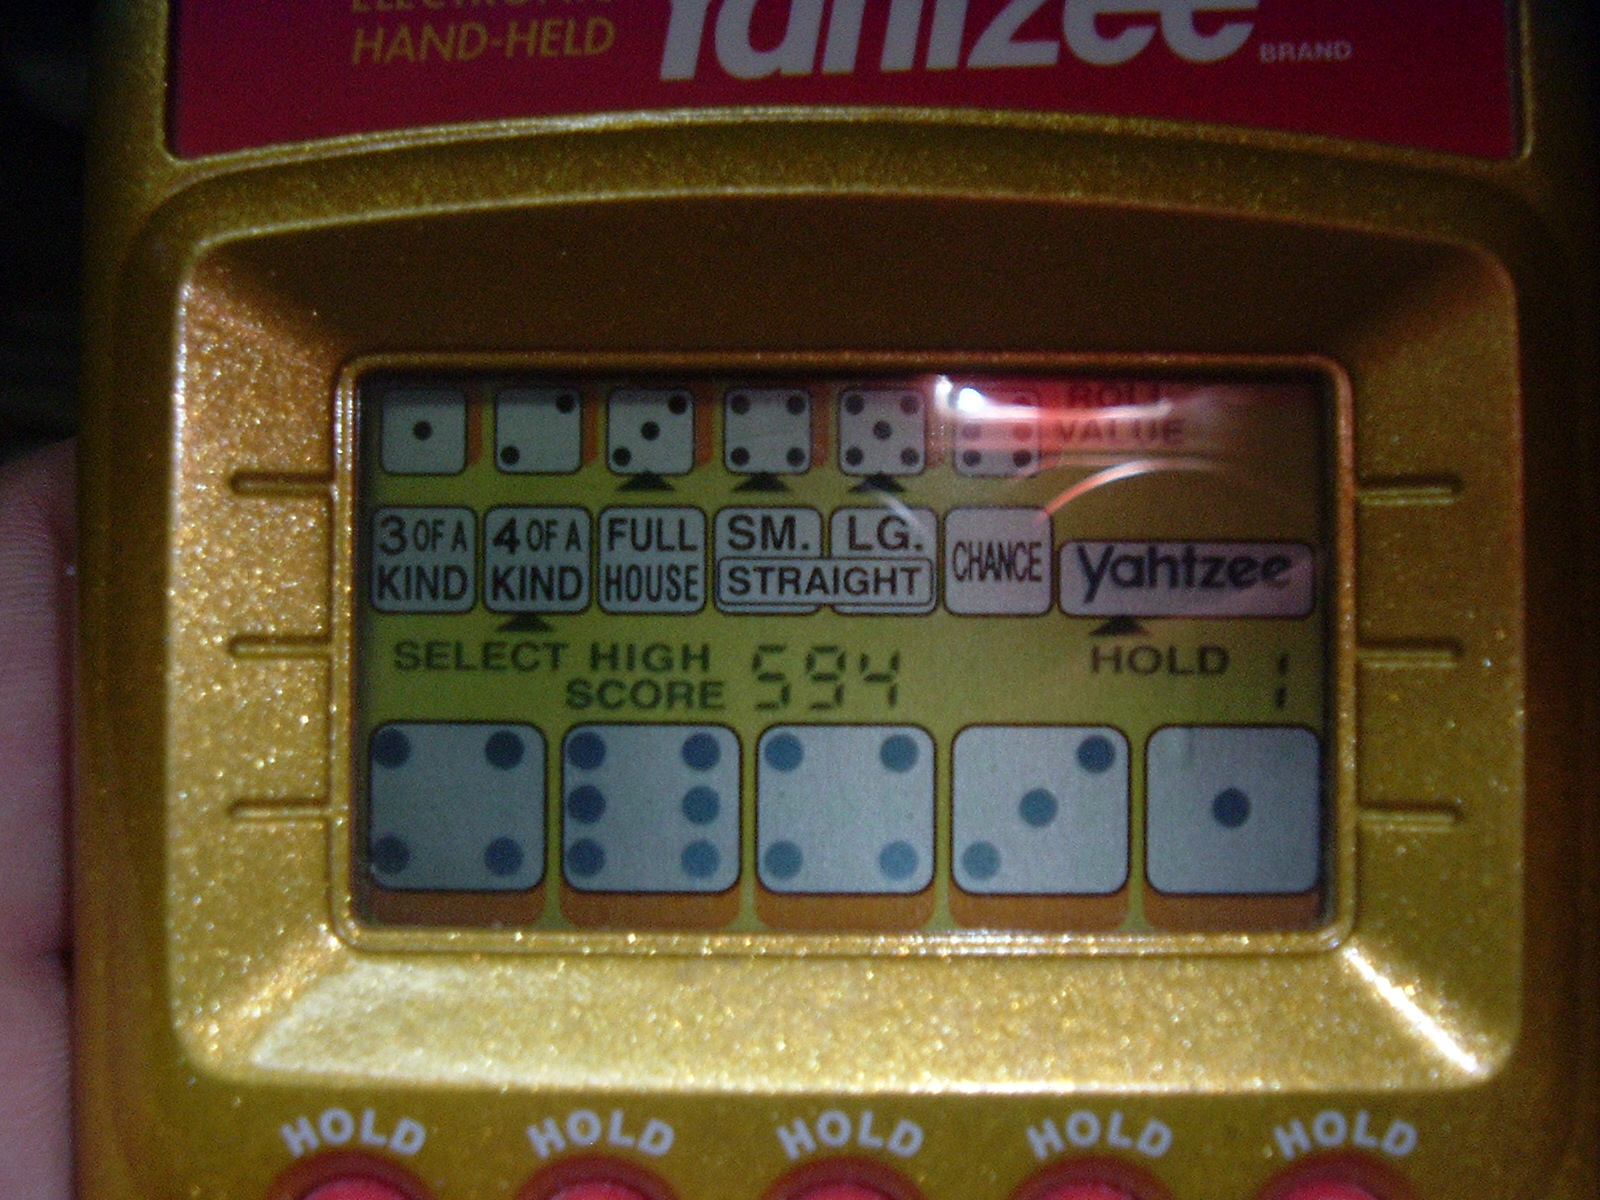 ELECTRONIC
HAND-HELD
Yahtzee
BRAND
ROLL
VALUE
3 OF A KIND
4 OF A KIND
FULL HOUSE
SM. LG.
STRAIGHT
CHANCE
Yahtzee
SELECT HIGH SCORE 594 HOLD 1
HOLD HOLD HOLD HOLD HOLD